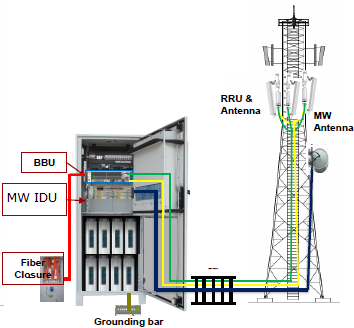 RRU &
Antenna
MW
Antenna
BBU
MW IDU
Fiber
Closure
Grounding bar